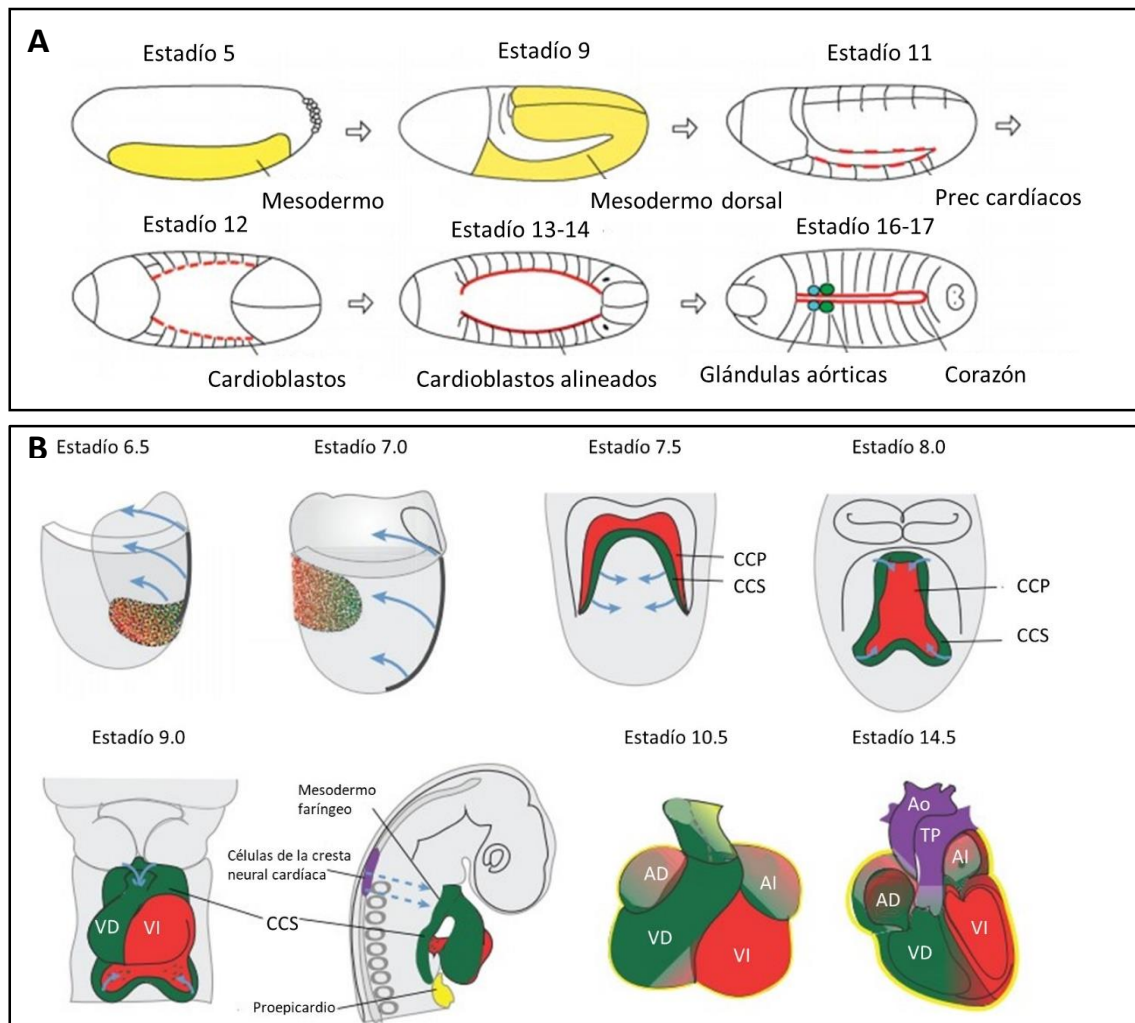 A
Estadío 5
Estadío 9
Estadío 11
Mesodermo
Mesodermo dorsal
Prec cardíacos
Estadío 12
Estadío 13-14
Estadío 16-17
Cardioblastos
Cardioblastos alineados
Glándulas aórticas
Corazón
B
Estadío 6.5
Estadío 7.0
Estadío 7.5
Estadío 8.0
CCP
CCS
CCP
CCS
Estadío 9.0
Estadío 10.5
Estadío 14.5
Mesodermo
faríngeo
Células de la cresta
neural cardíaca
CCS
VD
VI
Proepicardio
AD
AI
VD
VI
Ao
TP
AI
AD
VI
VD